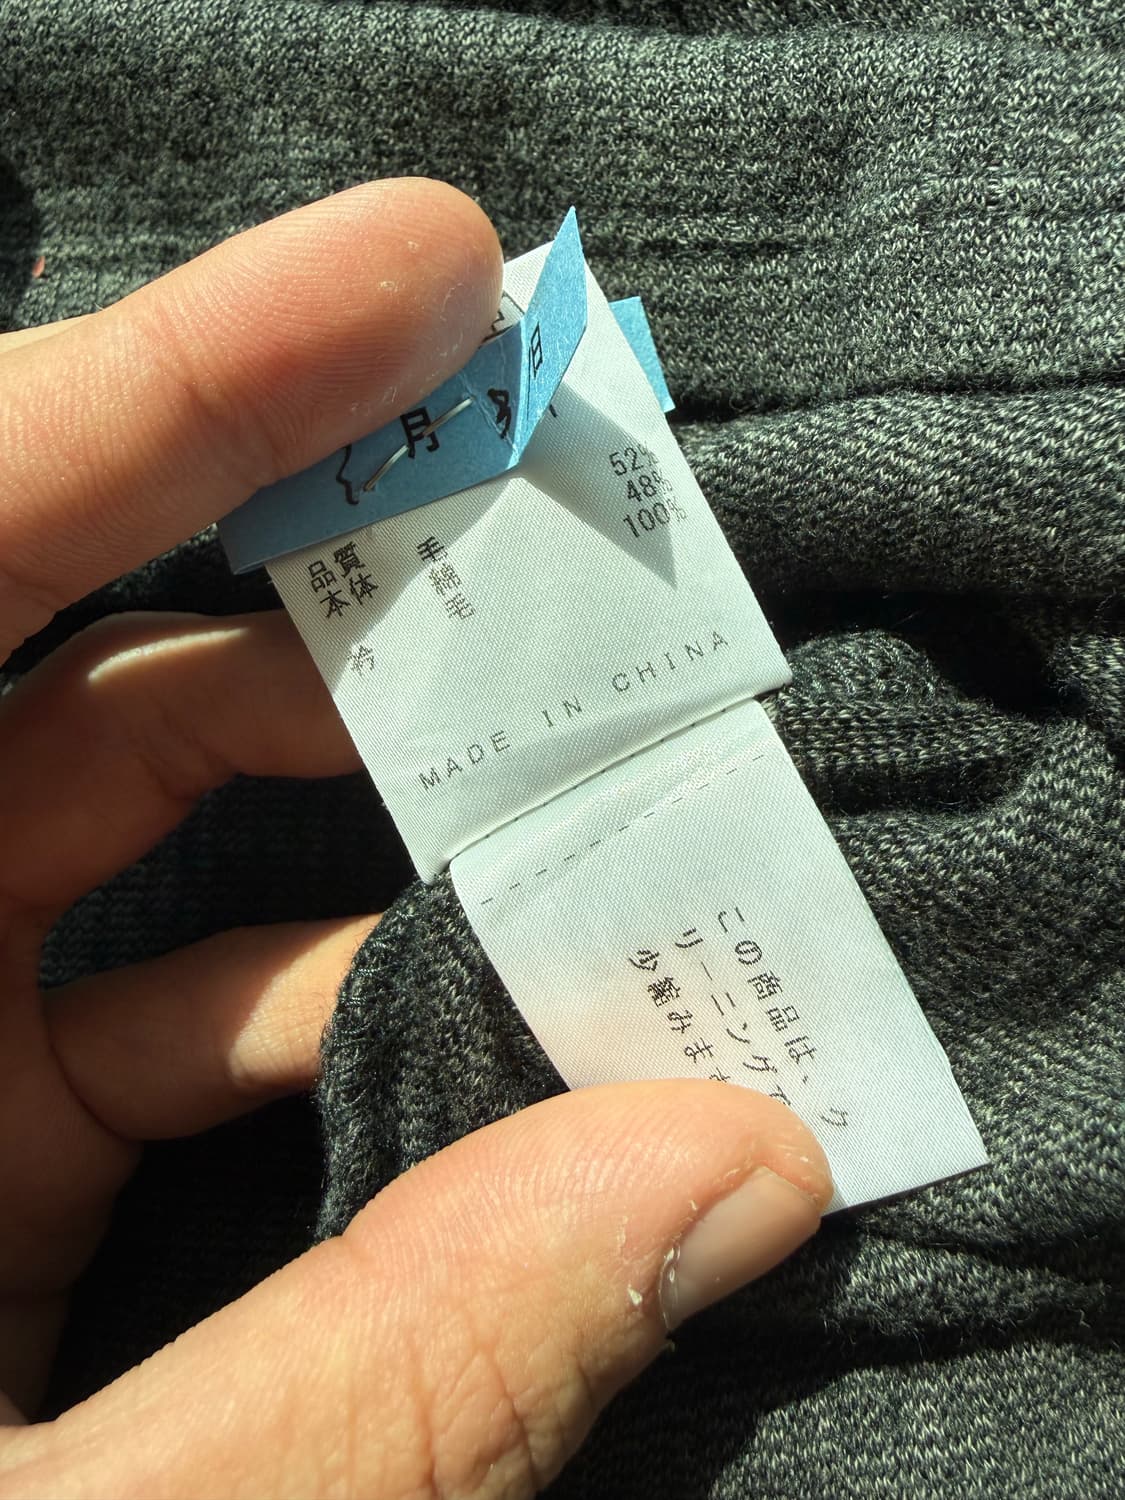 月 3 日
品質 毛 52%
本体 綿 48%
衿 毛 100%
MADE IN CHINA
この商品は、ク
リーニングで
少縮みます